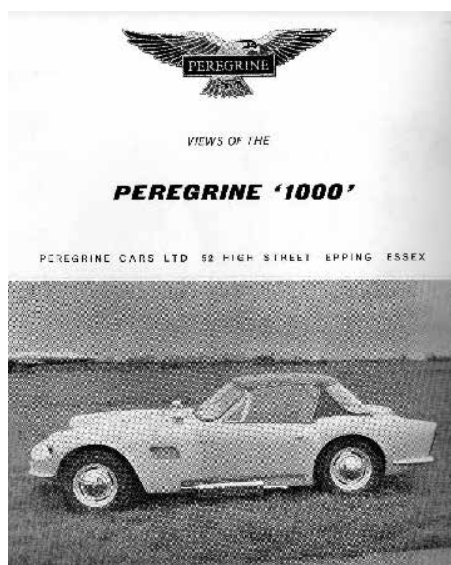 PEREGRINE
VIEWS OF THE
PEREGRINE ‘1000’
PEREGRINE CARS LTD 52 HIGH STREET EPPING ESSEX